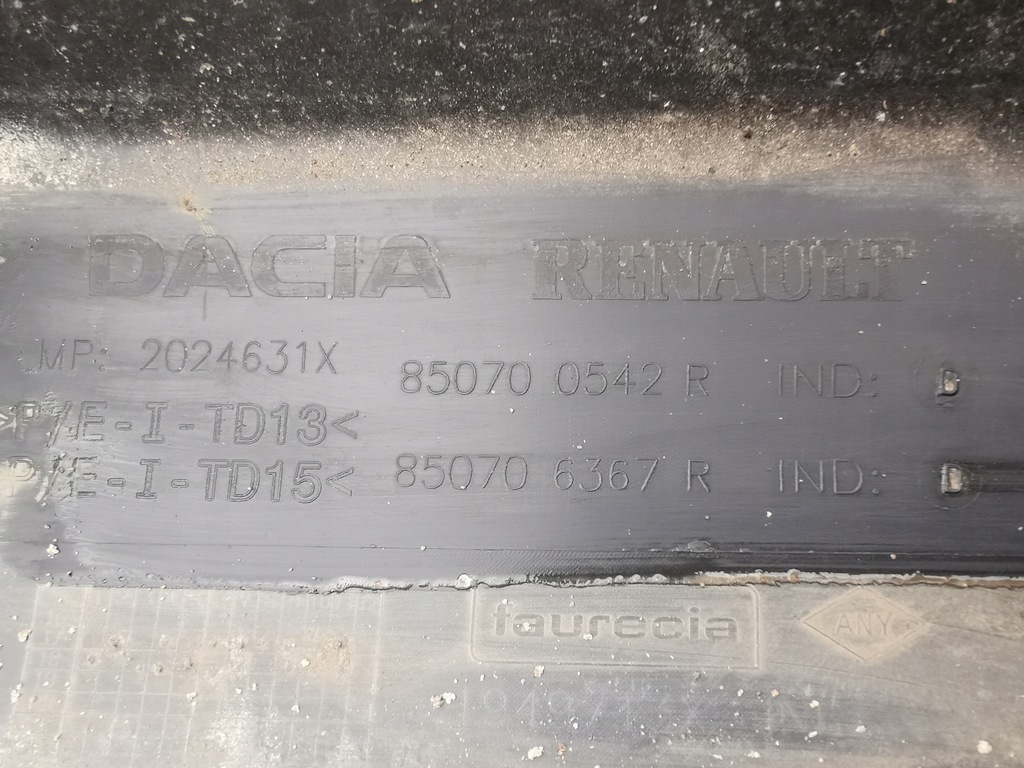 DACIA RENAULT
MP: 2024631X
85070 0542 R IND: D
>P/E-I-TD13<
P/E-I-TD15<
85070 6367 R IND: D
faurecia
ANY